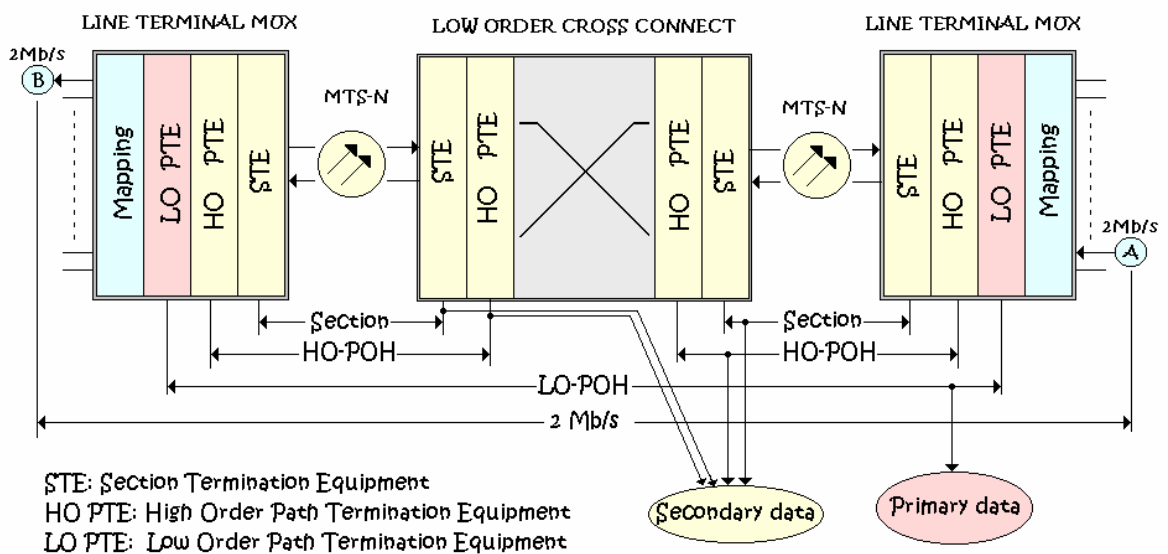 LINE TERMINAL MUX
LOW ORDER CROSS CONNECT
LINE TERMINAL MUX
2Mb/s
B
Mapping
LO PTE
HO PTE
STE
MTS-N
STE
HO PTE
HO PTE
STE
MTS-N
STE
HO PTE
LO PTE
Mapping
2Mb/s
A
Section
Section
HO-POH
HO-POH
LO-POH
2 Mb/s
STE: Section Termination Equipment
HO PTE: High Order Path Termination Equipment
LO PTE: Low Order Path Termination Equipment
Secondary data
Primary data